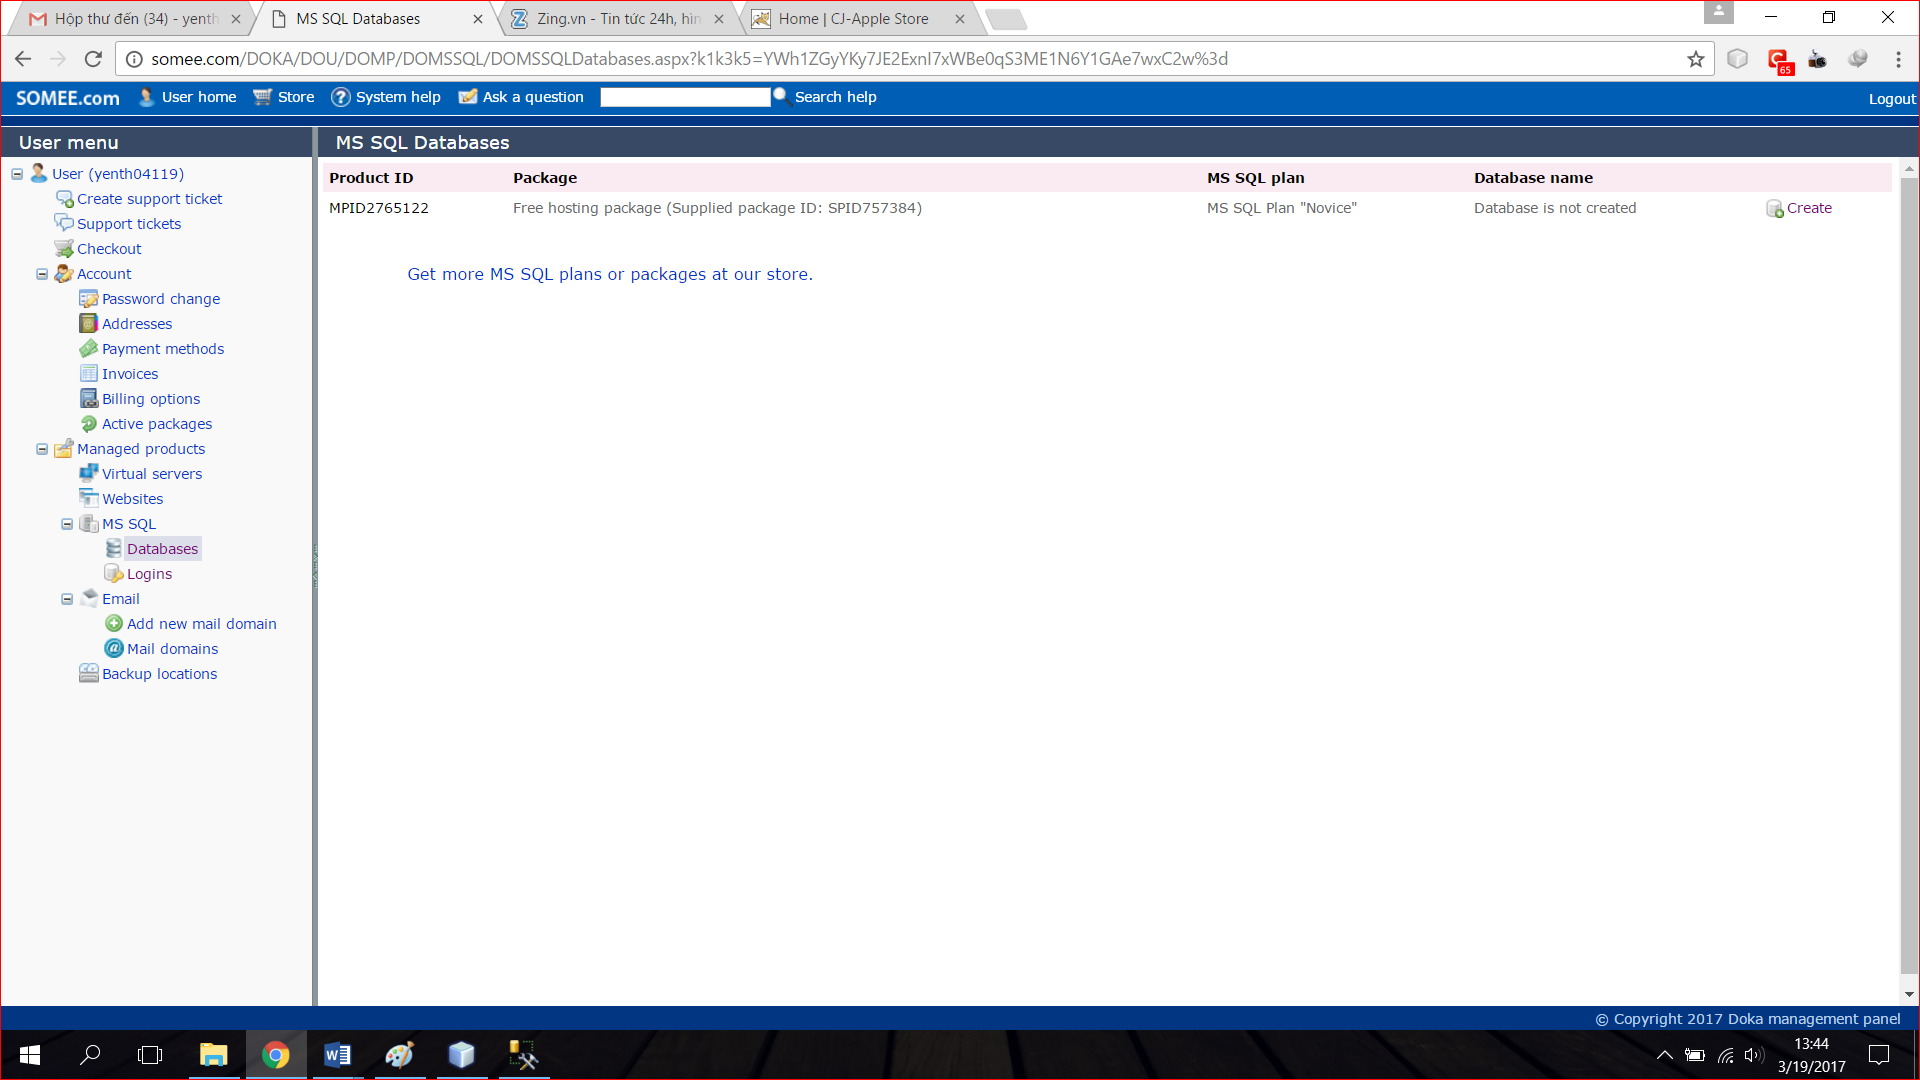 Hộp thư đến (34) - yenth
MS SQL Databases
Zing.vn - Tin tức 24h, hìn
Home | CJ-Apple Store
somee.com/DOKA/DOU/DOMP/DOMSSQL/DOMSSQLDatabases.aspx?k1k3k5=YWh1ZGyYKy7JE2ExnI7xWBe0qS3ME1N6Y1GAe7wxC2w%3d
65
SOMEE.com User home Store System help Ask a question Search help Logout
User menu
MS SQL Databases
User (yenth04119)
Create support ticket
Support tickets
Checkout
Account
Password change
Addresses
Payment methods
Invoices
Billing options
Active packages
Managed products
Virtual servers
Websites
MS SQL
Databases
Logins
Email
Add new mail domain
Mail domains
Backup locations
Product ID Package MS SQL plan Database name
MPID2765122 Free hosting package (Supplied package ID: SPID757384) MS SQL Plan "Novice" Database is not created Create
Get more MS SQL plans or packages at our store.
© Copyright 2017 Doka management panel
13:44
3/19/2017